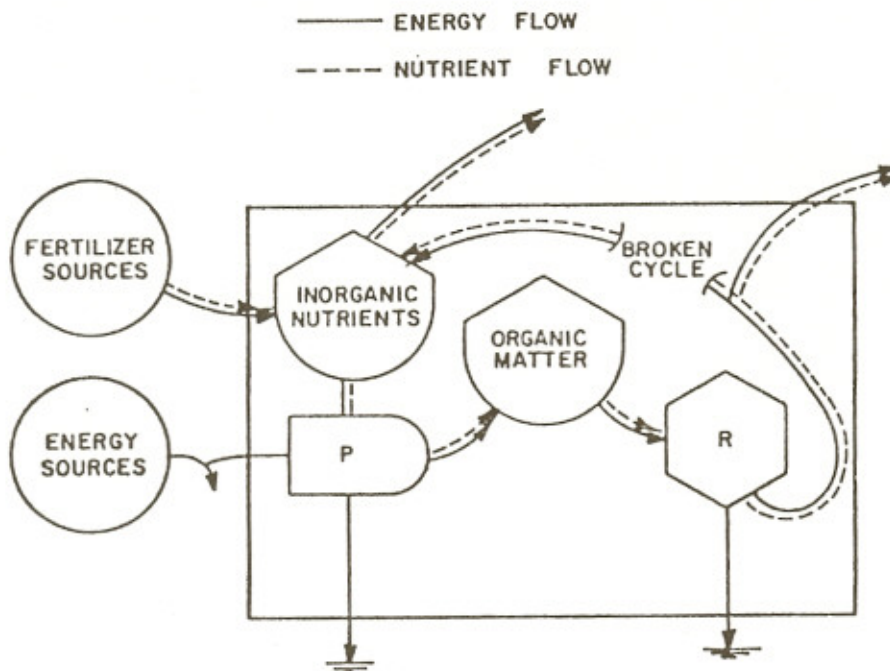 ENERGY FLOW
NUTRIENT FLOW
FERTILIZER
SOURCES
INORGANIC
NUTRIENTS
BROKEN
CYCLE
ORGANIC
MATTER
ENERGY
SOURCES
P
R